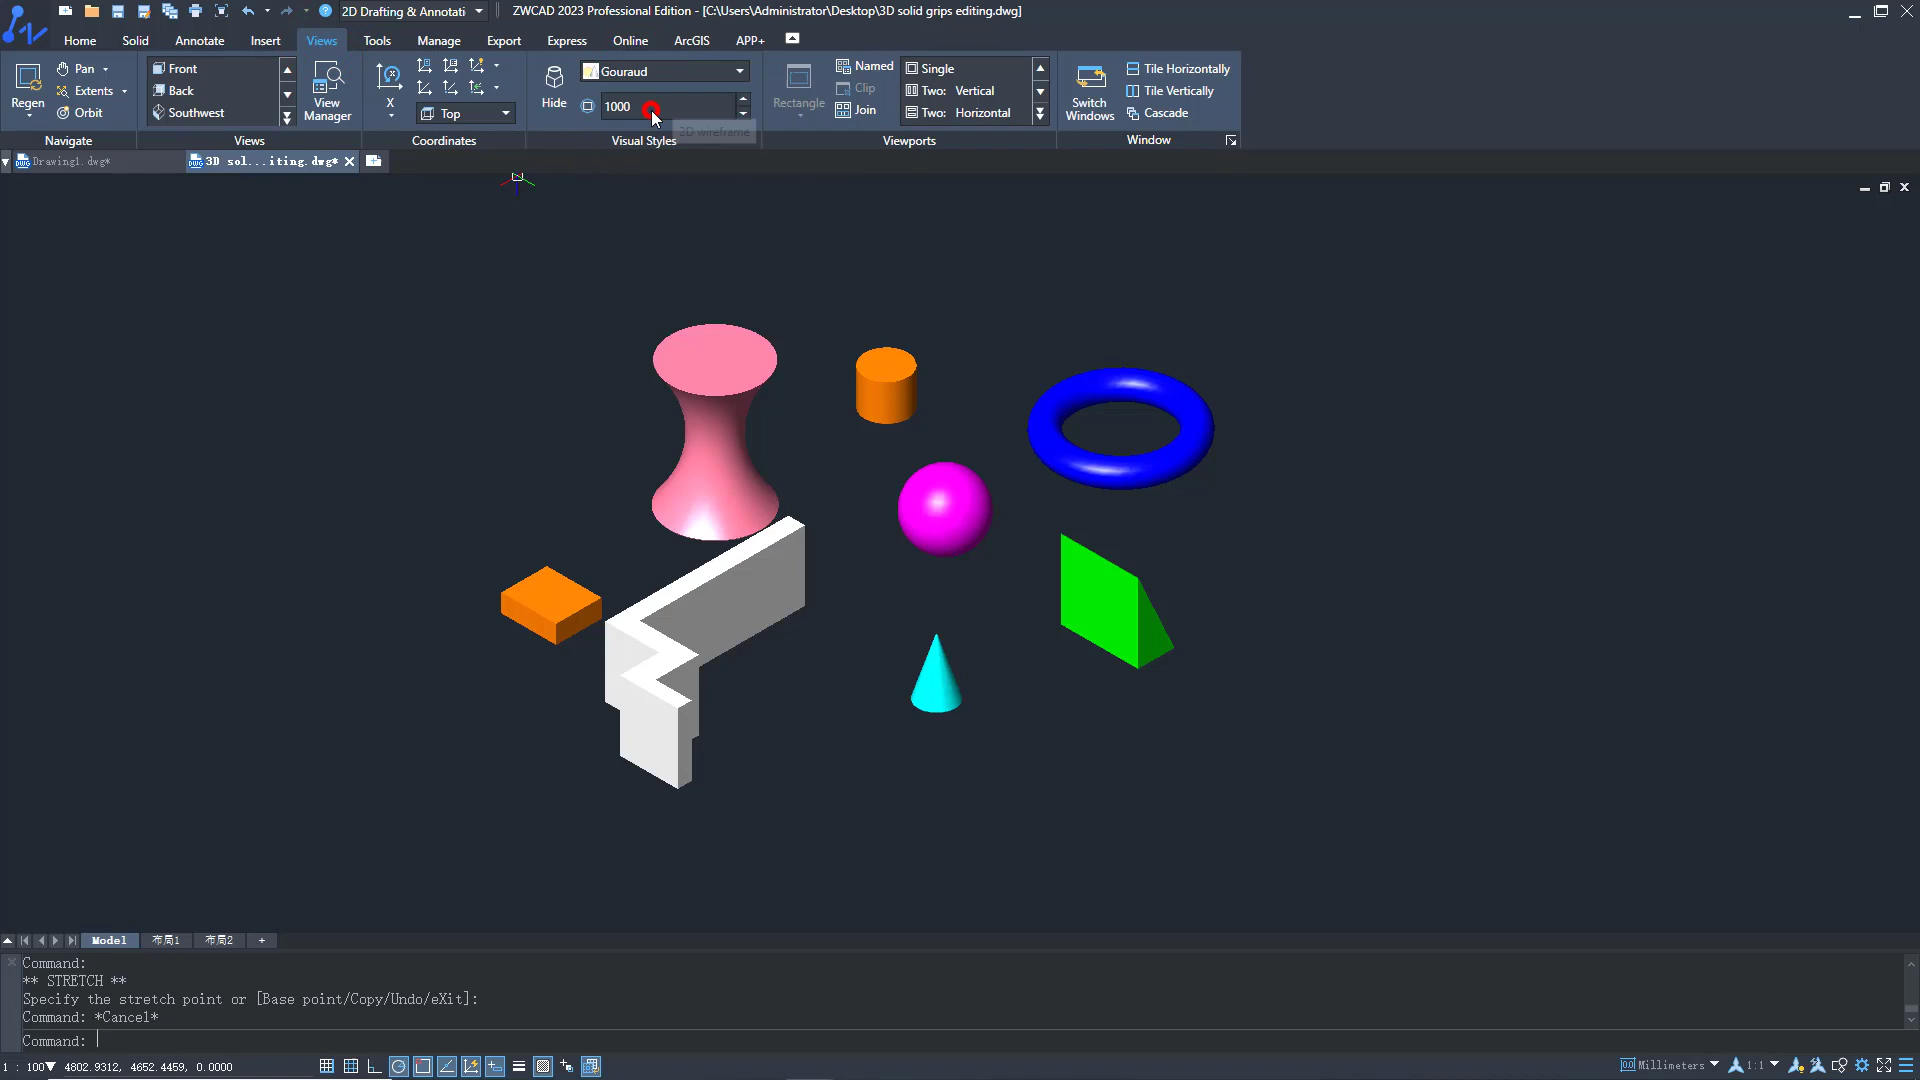 2D Drafting & Annotati
ZWCAD 2023 Professional Edition - [C:\Users\Administrator\Desktop\3D solid grips editing.dwg]
Home Solid Annotate Insert Views Tools Manage Export Express Online ArcGIS APP+
Regen
Pan
Extents
Orbit
Navigate
Front
Back
Southwest
View
Manager
Views
X
Top
Coordinates
Hide
Gouraud
1000
3D wireframe
Visual Styles
Rectangle
Named
Clip
Join
Single
Two: Vertical
Two: Horizontal
Viewports
Switch
Windows
Tile Horizontally
Tile Vertically
Cascade
Window
Drawing1.dwg*
3D sol...iting.dwg*
Model 布局1 布局2 +
Command:
** STRETCH **
Specify the stretch point or [Base point/Copy/Undo/eXit]:
Command: *Cancel*
Command:
1 : 100▼ 4802.9312, 4652.4459, 0.0000
Millimeters
1:1